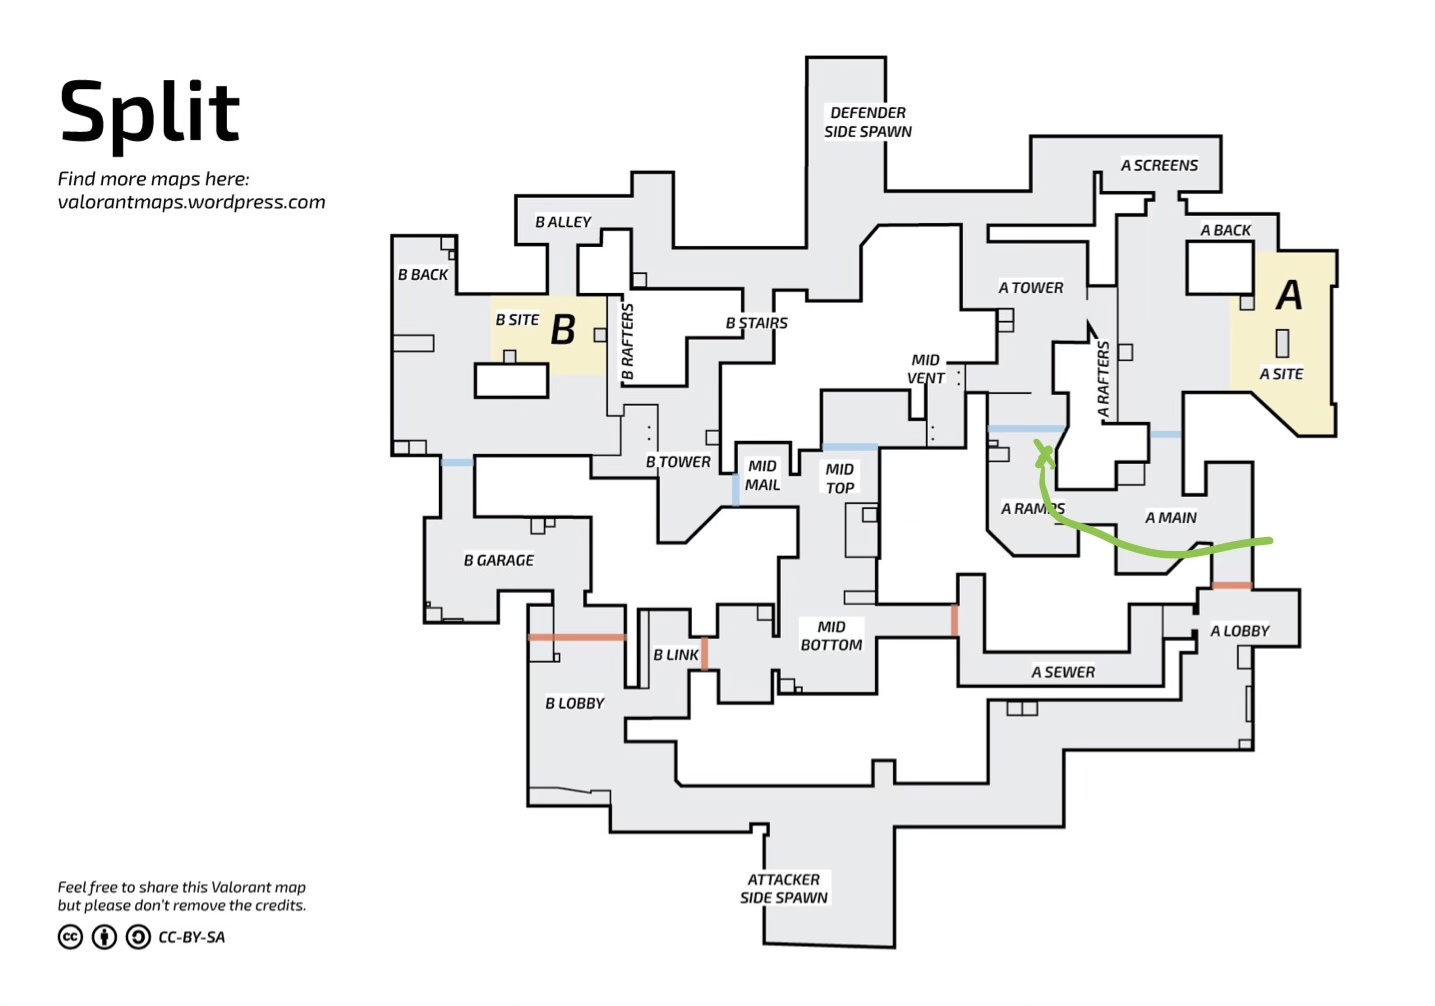 Split
Find more maps here:
valorantmaps.wordpress.com
DEFENDER
SIDE SPAWN
A SCREENS
B ALLEY
A BACK
B BACK
A TOWER
A
B SITE
B
B RAFTERS
B STAIRS
MID
VENT
A RAFTERS
A SITE
B TOWER
MID
MAIL
MID
TOP
A RAMPS
A MAIN
B GARAGE
MID
BOTTOM
A LOBBY
B LINK
A SEWER
B LOBBY
ATTACKER
SIDE SPAWN
Feel free to share this Valorant map
but please don't remove the credits.
cc CC-BY-SA